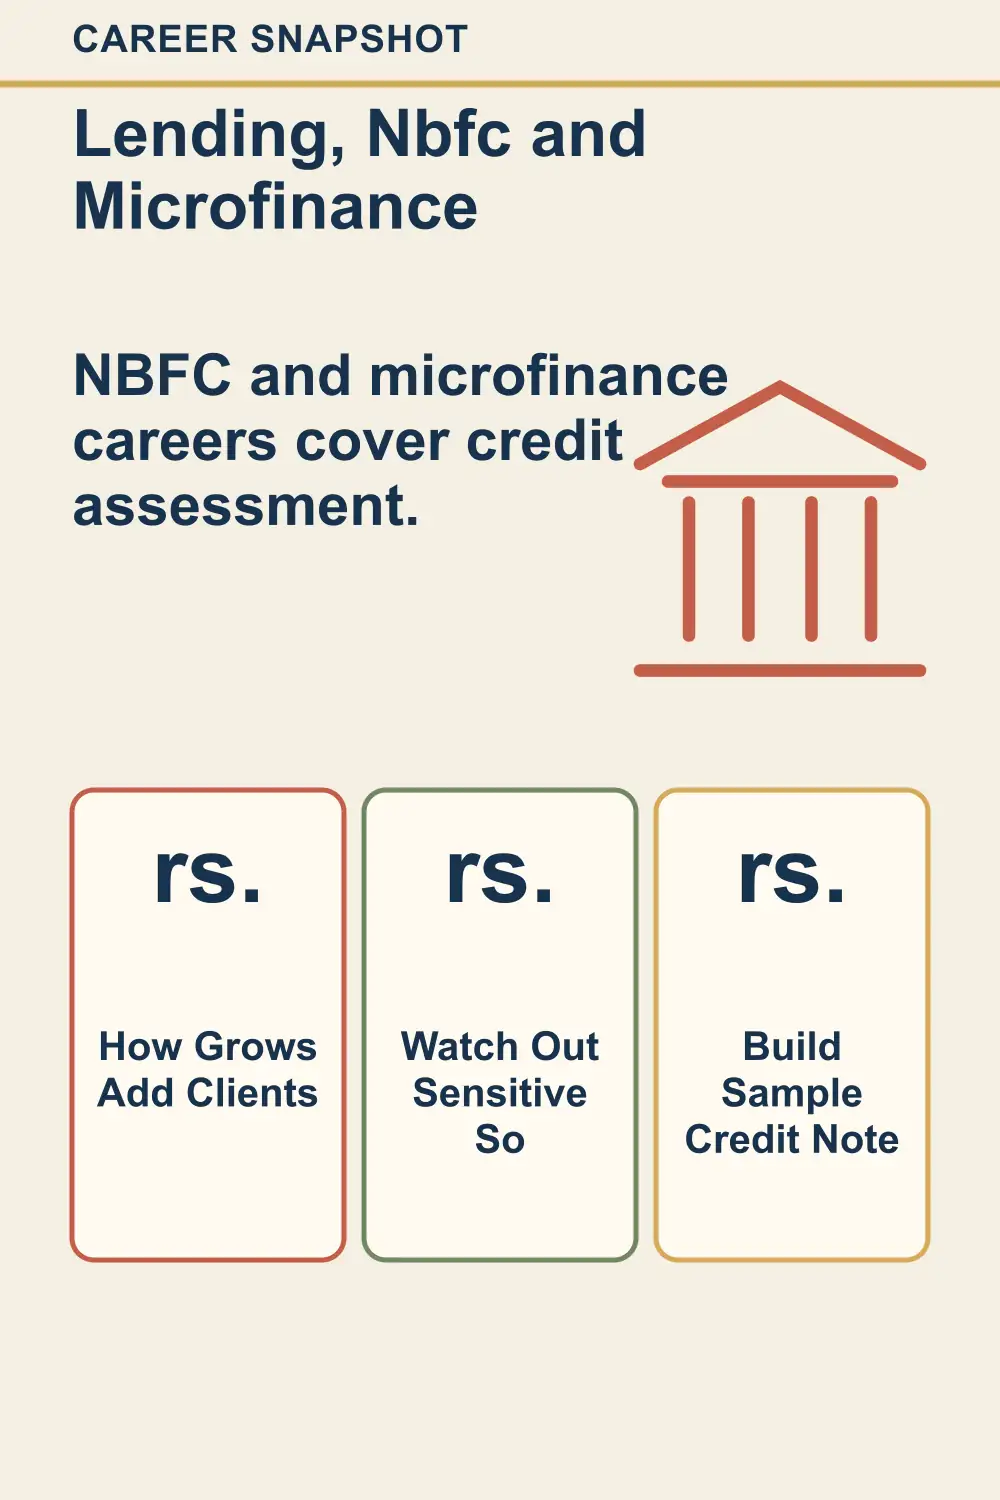 CAREER SNAPSHOT
Lending, Nbfc and
Microfinance
NBFC and microfinance
careers cover credit
assessment.
rs.
How Grows
Add Clients
rs.
Watch Out
Sensitive
So
rs.
Build
Sample
Credit Note